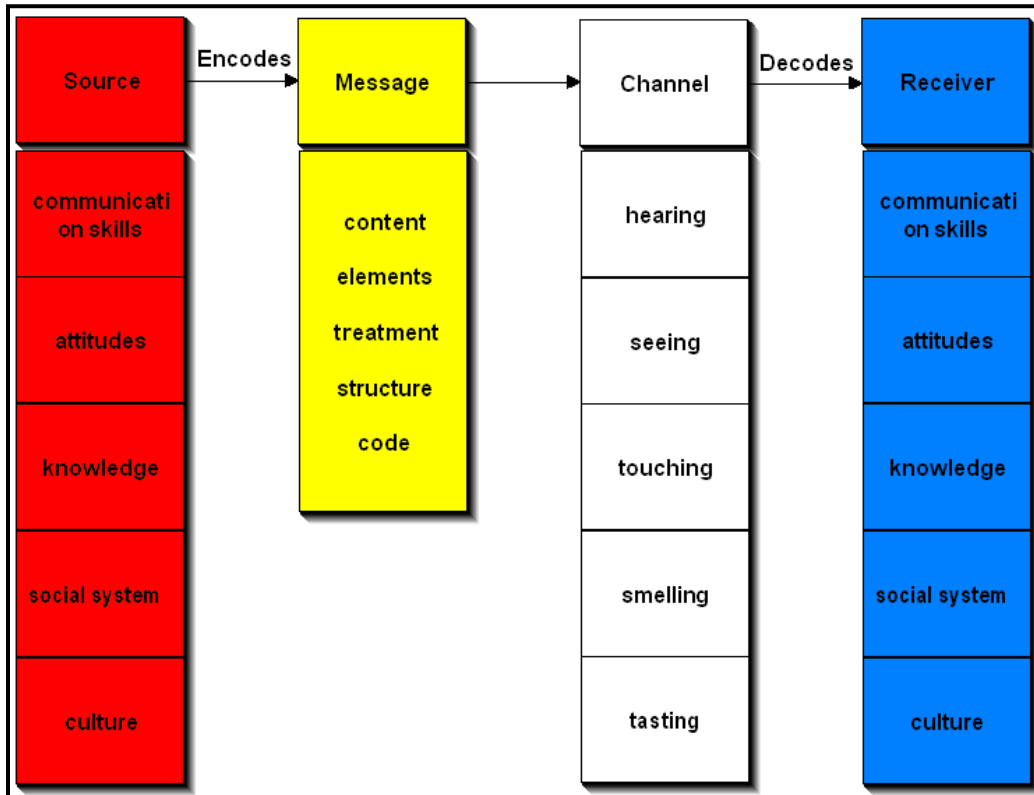 Source
Encodes
Message
Channel
Decodes
Receiver
communicati
on skills
attitudes
knowledge
social system
culture
content
elements
treatment
structure
code
hearing
seeing
touching
smelling
tasting
communicati
on skills
attitudes
knowledge
social system
culture